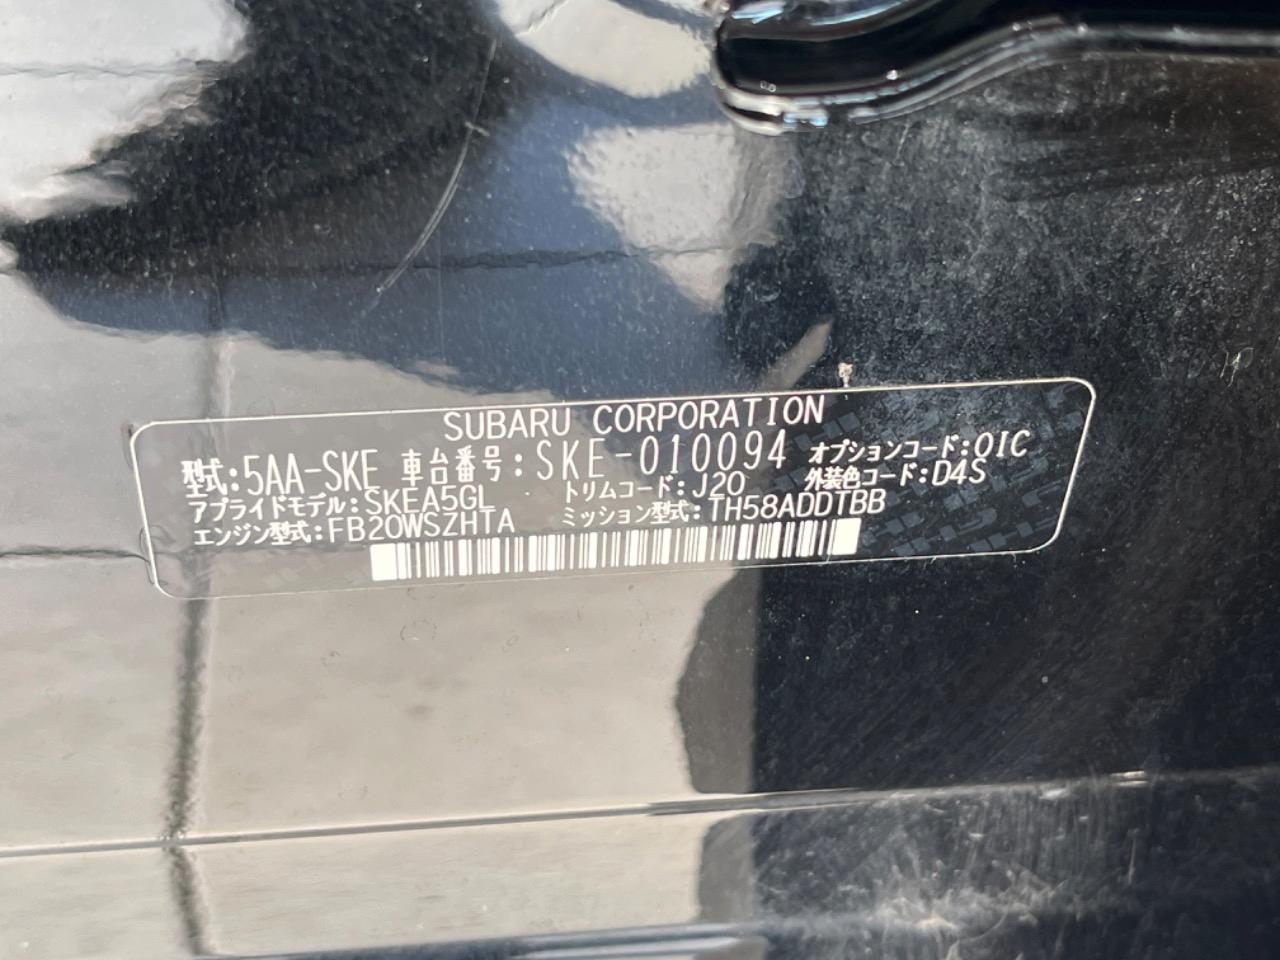 SUBARU CORPORATION
型式:5AA-SKE 車台番号:SKE-010094 オプションコード:OIC
アプライドモデル:SKEA5GL トリムコード:J20 外装色コード:D4S
エンジン型式:FB20WSZHTA ミッション型式:TH58ADDTBB